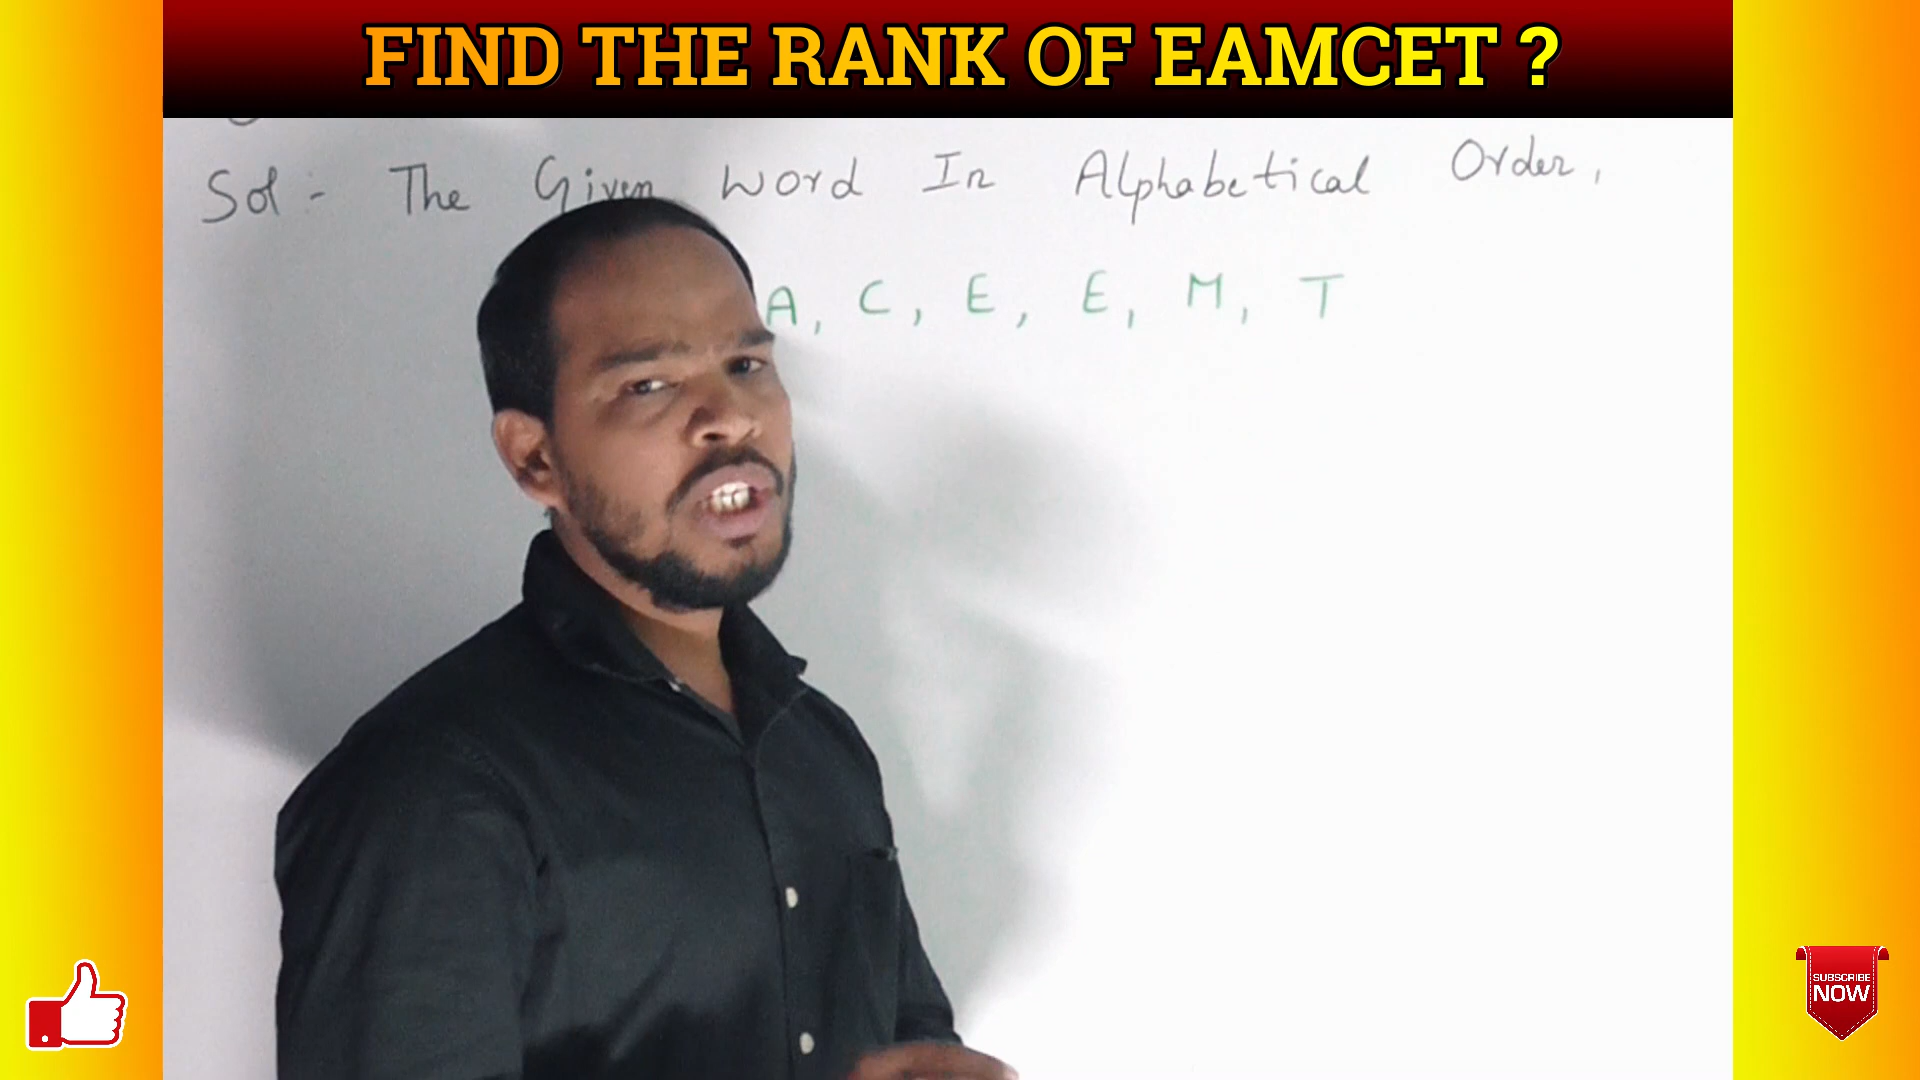 FIND THE RANK OF EAMCET ?
Sol:- The Given Word In Alphabetical Order,
A, C, E, E, M, T
SUBSCRIBE
NOW